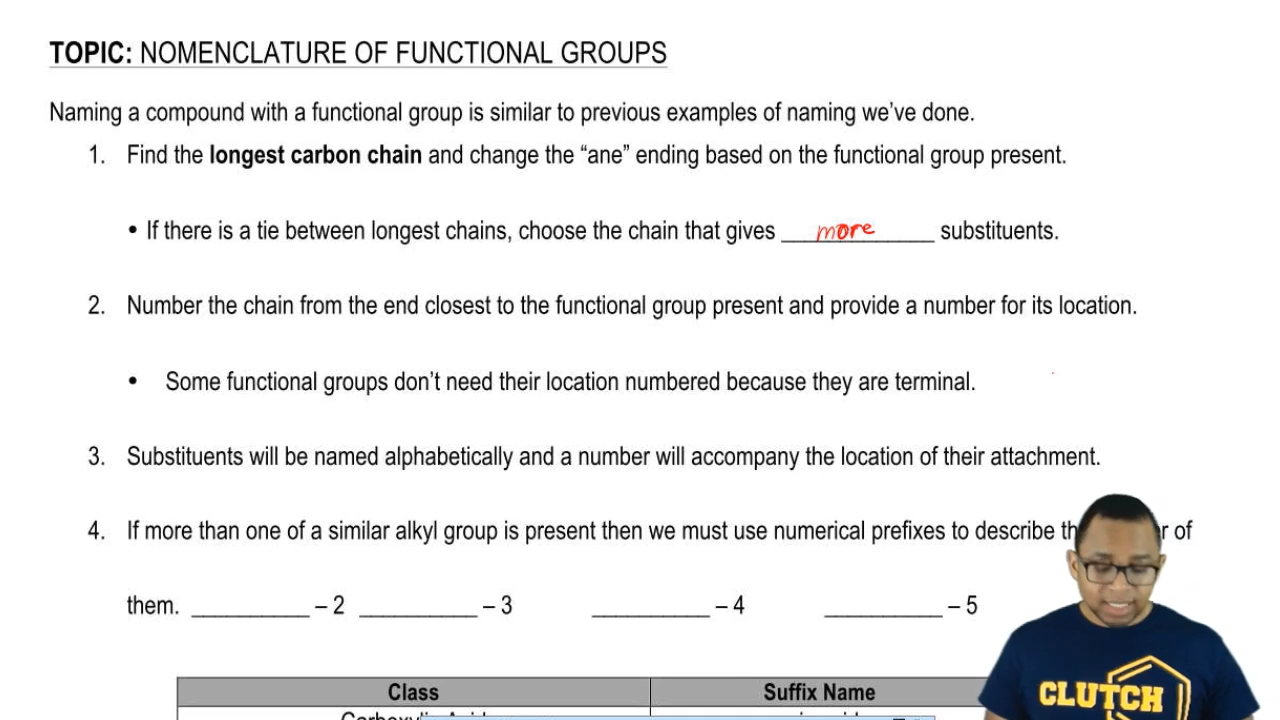 TOPIC: NOMENCLATURE OF FUNCTIONAL GROUPS
Naming a compound with a functional group is similar to previous examples of naming we've done.
1. Find the longest carbon chain and change the “ane” ending based on the functional group present.
• If there is a tie between longest chains, choose the chain that gives more substituents.
2. Number the chain from the end closest to the functional group present and provide a number for its location.
• Some functional groups don't need their location numbered because they are terminal.
3. Substituents will be named alphabetically and a number will accompany the location of their attachment.
4. If more than one of a similar alkyl group is present then we must use numerical prefixes to describe of
them. __________ – 2 __________ – 3 __________ – 4 __________ – 5
Class Suffix Name
CLUTCH